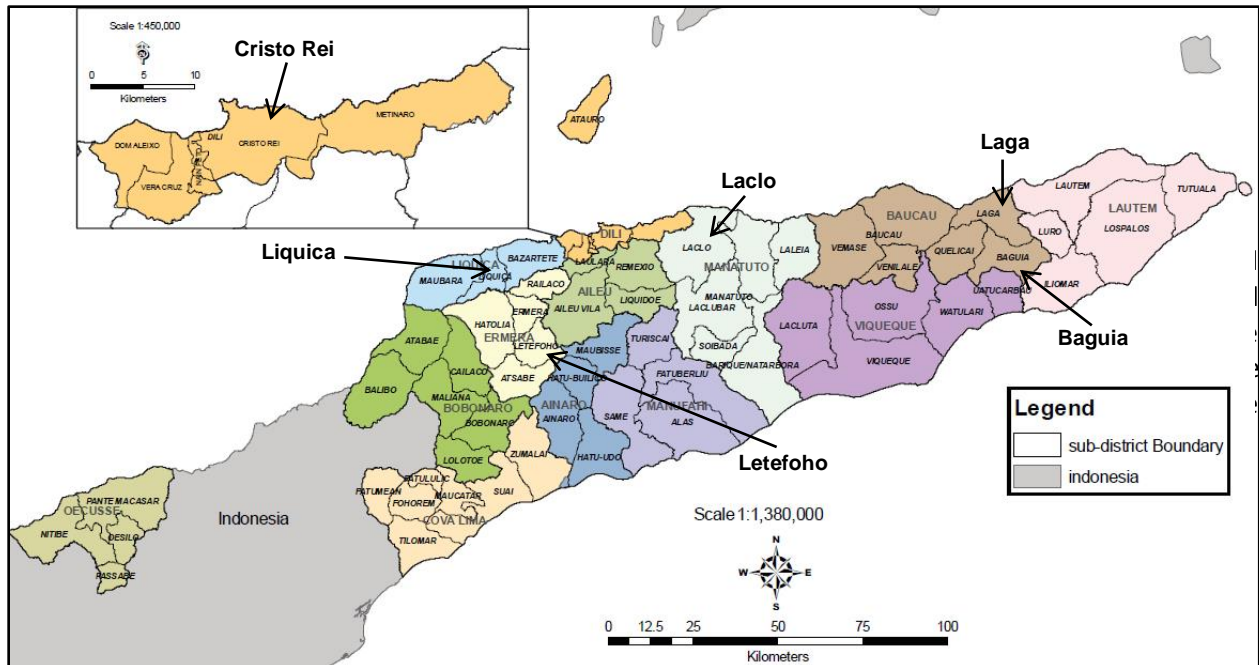 Scale 1:450,000
0 5 10
Kilometers
Cristo Rei
DOM ALEIXO
VERA CRUZ
NAIN FETO
DILI
CRISTO REI
METINARO
ATAURO
Laga
Laclo
Liquica
Baguia
Letefoho
LAUTEM
TUTUALA
LAUTEM
LOSPALOS
LURO
ILIOMAR
BAUCAU
LAGA
BAUCAU
VEMASE
QUELICAI
VENILALE
BAGUIA
UATUCARBAU
OSSU
WATULARI
VIQUEQUE
LACLUTA
VIQUEQUE
DILI
LACLO
LALEIA
MANATUTO
MANATUTO
LACLUBAR
SOIBADA
BARIQUE/NATARBORA
LAULARA
REMEXIO
AILEU
LIQUIDOE
AILEU VILA
LIQUICA
BAZARTETE
LIQUICA
MAUBARA
RAILACO
ERMERA
HATOLIA
ERMERA
LETEFOHO
ATSABE
MAUBISSE
HATU-BUILICO
AINARO
AINARO
HATU-UDO
TURISCAI
FATUBERLIU
SAME
MANUFAHI
ALAS
ATABAE
BALIBO
CAILACO
MALIANA
BOBONARO
BOBONARO
LOLOTOE
ZUMALAI
FATULULIC
FATUMEAN
FOHOREM
MAUCATAR
SUAI
COVA LIMA
TILOMAR
PANTE MACASAR
OECUSSE
NITIBE
OESILO
PASSABE
Indonesia
Legend
sub-district Boundary
indonesia
Scale 1:1,380,000
N
W E
S
0 12.5 25 50 75 100
Kilometers